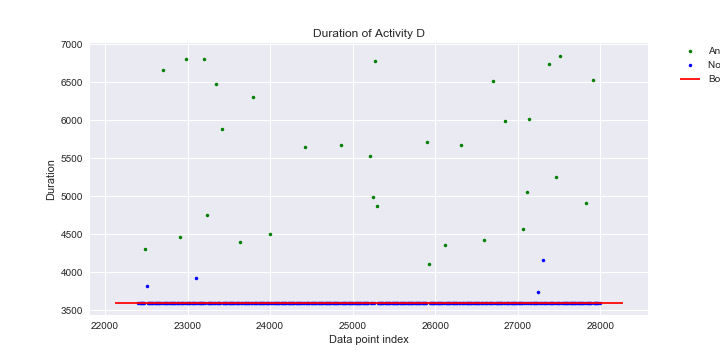 Duration of Activity D
7000
6500
6000
5500
5000
4500
4000
3500
Duration
22000 23000 24000 25000 26000 27000 28000
Data point index
An
No
Bo